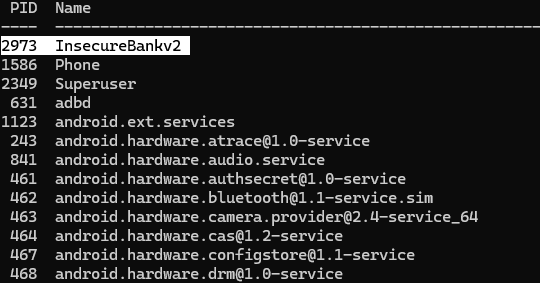 PID  Name
----  ----------------------------------------------------
2973  InsecureBankv2
1586  Phone
2349  Superuser
 631  adbd
1123  android.ext.services
 243  android.hardware.atrace@1.0-service
 841  android.hardware.audio.service
 461  android.hardware.authsecret@1.0-service
 462  android.hardware.bluetooth@1.1-service.sim
 463  android.hardware.camera.provider@2.4-service_64
 464  android.hardware.cas@1.2-service
 467  android.hardware.configstore@1.1-service
 468  android.hardware.drm@1.0-service